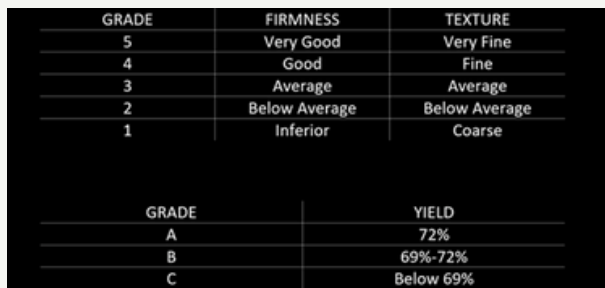 GRADE FIRMNESS TEXTURE
5 Very Good Very Fine
4 Good Fine
3 Average Average
2 Below Average Below Average
1 Inferior Coarse
GRADE YIELD
A 72%
B 69%-72%
C Below 69%